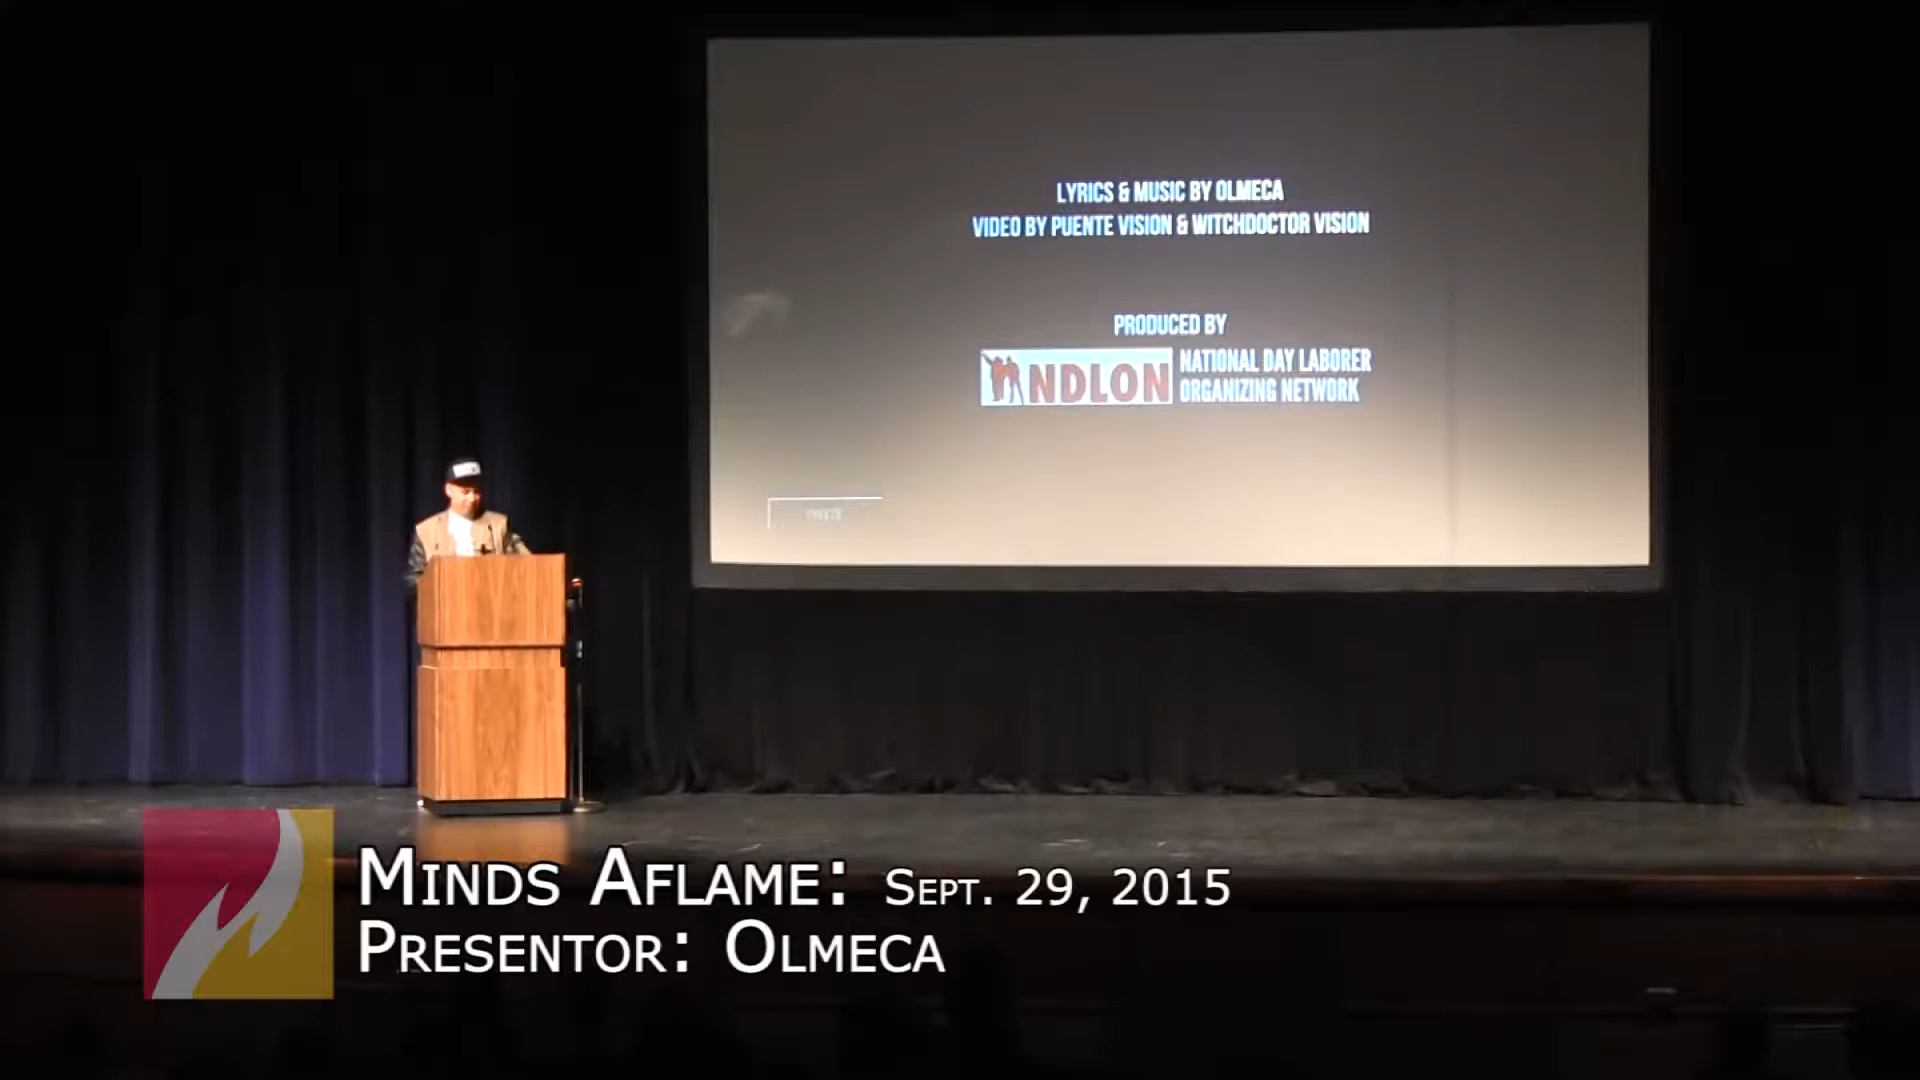 LYRICS & MUSIC BY OLMECA
VIDEO BY PUENTE VISION & WITCHDOCTOR VISION
PRODUCED BY
NDLON NATIONAL DAY LABORER
ORGANIZING NETWORK
MINDS AFLAME: SEPT. 29, 2015
PRESENTOR: OLMECA